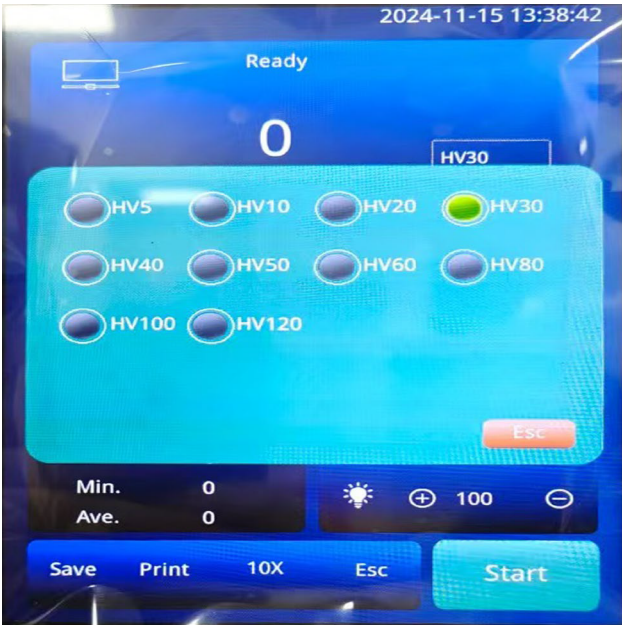 2024-11-15 13:38:42
Ready
0
HV30
HV5 HV10 HV20 HV30
HV40 HV50 HV60 HV80
HV100 HV120
Esc
Min. 0
Ave. 0
100
Save Print 10X Esc
Start